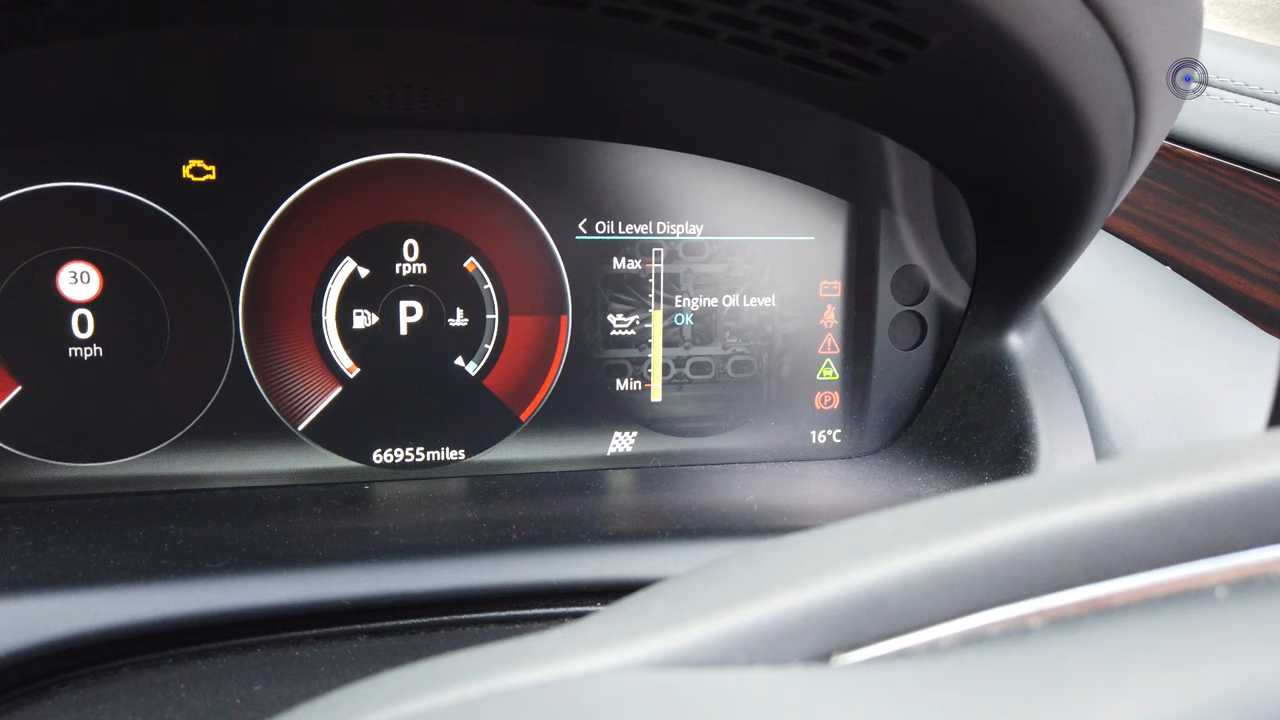 30
0
mph
0
rpm
P
66955miles
Oil Level Display
Max
Engine Oil Level
OK
Min
P
16°C